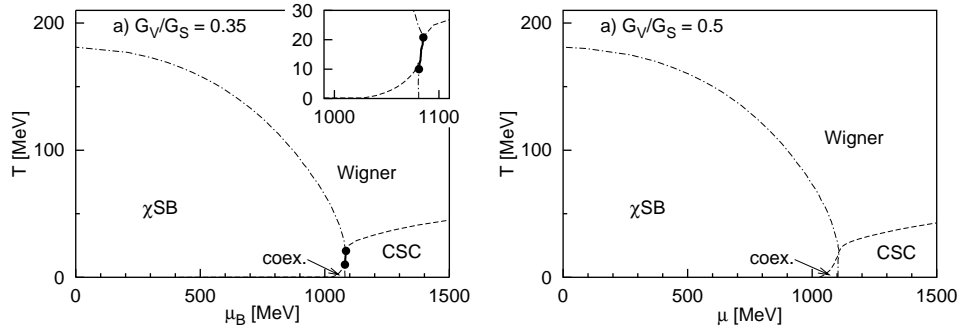 a) G_V/G_S = 0.35
T [MeV]
200
100
0
30
20
10
0
1000 1100
Wigner
χSB
CSC
coex.
0 500 1000 1500
μ_B [MeV]
a) G_V/G_S = 0.5
T [MeV]
200
100
0
Wigner
χSB
CSC
coex.
0 500 1000 1500
μ [MeV]